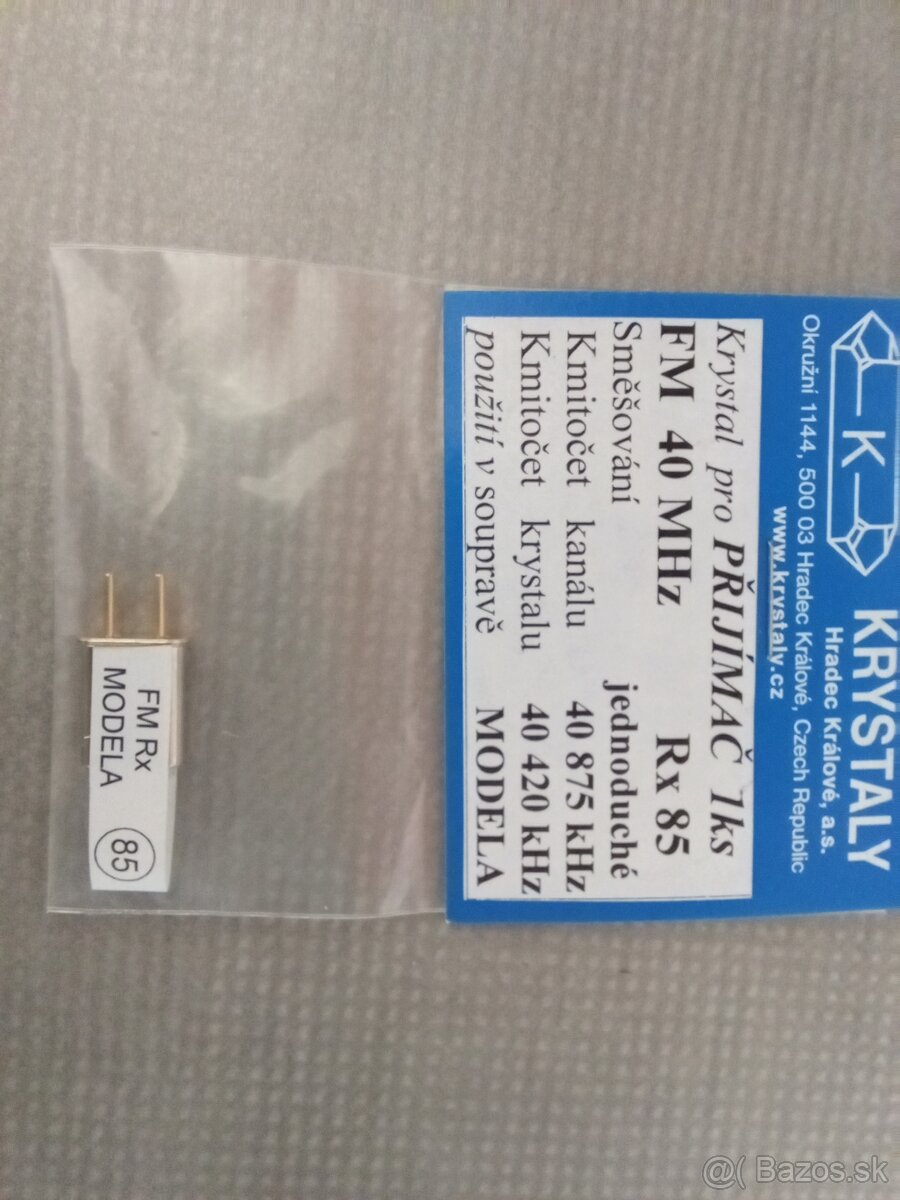 K
KRYSTALY
Hradec Králové, a.s.
Okružní 1144, 500 03 Hradec Králové, Czech Republic
www.krystaly.cz
Krystal pro PŘIJÍMAČ 1ks
FM 40 MHz Rx 85
Směšování jednoduché
Kmitočet kanálu 40 875 kHz
Kmitočet krystalu 40 420 kHz
použití v soupravě MODELA
FM Rx
MODELA
85
@( Bazos.sk